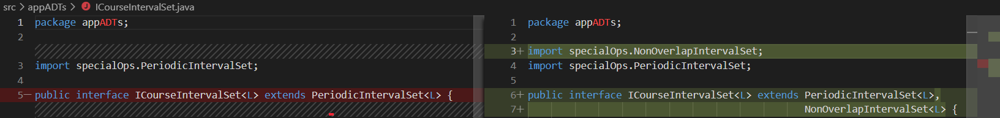 src > appADTs > J ICourseIntervalSet.java
1 package appADTs;
2
3 import specialOps.PeriodicIntervalSet;
4
5— public interface ICourseIntervalSet<L> extends PeriodicIntervalSet<L> {
1 package appADTs;
2
3+ import specialOps.NonOverlapIntervalSet;
4 import specialOps.PeriodicIntervalSet;
5
6+ public interface ICourseIntervalSet<L> extends PeriodicIntervalSet<L>,
7+ NonOverlapIntervalSet<L> {